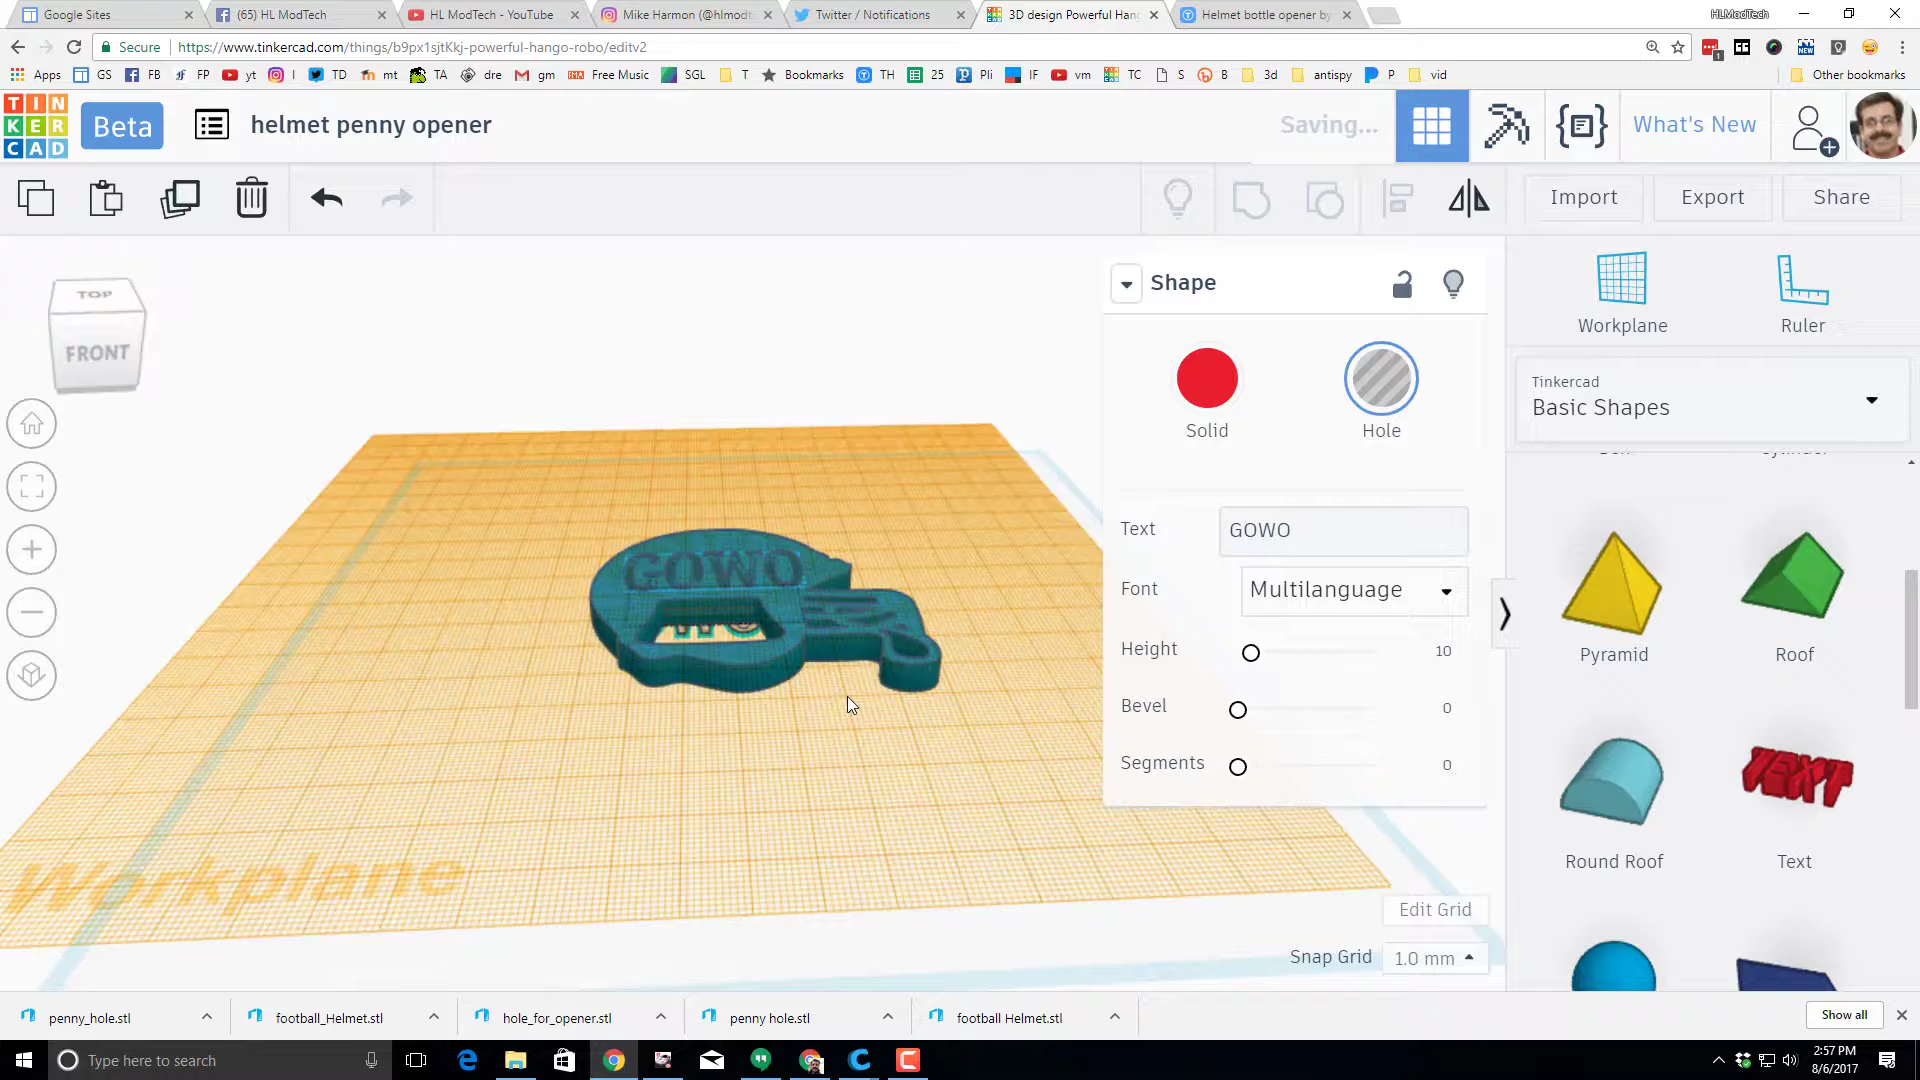 Google Sites
(65) HL ModTech
HL ModTech - YouTube
Mike Harmon (@hlmodt
Twitter / Notifications
3D design Powerful Han
Helmet bottle opener by
HLModTech
Secure
https://www.tinkercad.com/things/b9px1sjtKkj-powerful-hango-robo/editv2
Apps GS FB FP yt I TD mt TA dre gm Free Music SGL T Bookmarks TH 25 Pli IF vm TC S B 3d antispy P vid Other bookmarks
TIN
KER
CAD
Beta
helmet penny opener
Saving...
What's New
Import
Export
Share
TOP
FRONT
Shape
Solid
Hole
Text
GOWO
Font
Multilanguage
Height
10
Bevel
0
Segments
0
GOWO
Workplane
Edit Grid
Snap Grid
1.0 mm
Workplane
Ruler
Tinkercad
Basic Shapes
Pyramid
Roof
TEXT
Round Roof
Text
penny_hole.stl
football_Helmet.stl
hole_for_opener.stl
penny hole.stl
football Helmet.stl
Show all
Type here to search
2:57 PM
8/6/2017